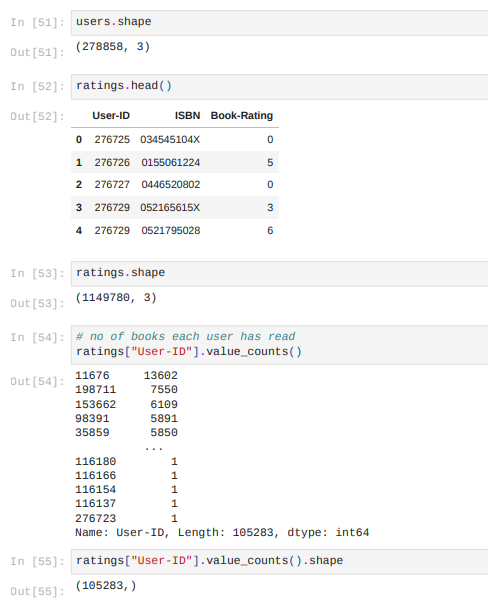 In [51]: users.shape
Out[51]: (278858, 3)
In [52]: ratings.head()
Out[52]:
User-ID ISBN Book-Rating
0 276725 034545104X 0
1 276726 0155061224 5
2 276727 0446520802 0
3 276729 052165615X 3
4 276729 0521795028 6
In [53]: ratings.shape
Out[53]: (1149780, 3)
In [54]: # no of books each user has read
ratings["User-ID"].value_counts()
Out[54]: 11676 13602
198711 7550
153662 6109
98391 5891
35859 5850
...
116180 1
116166 1
116154 1
116137 1
276723 1
Name: User-ID, Length: 105283, dtype: int64
In [55]: ratings["User-ID"].value_counts().shape
Out[55]: (105283,)